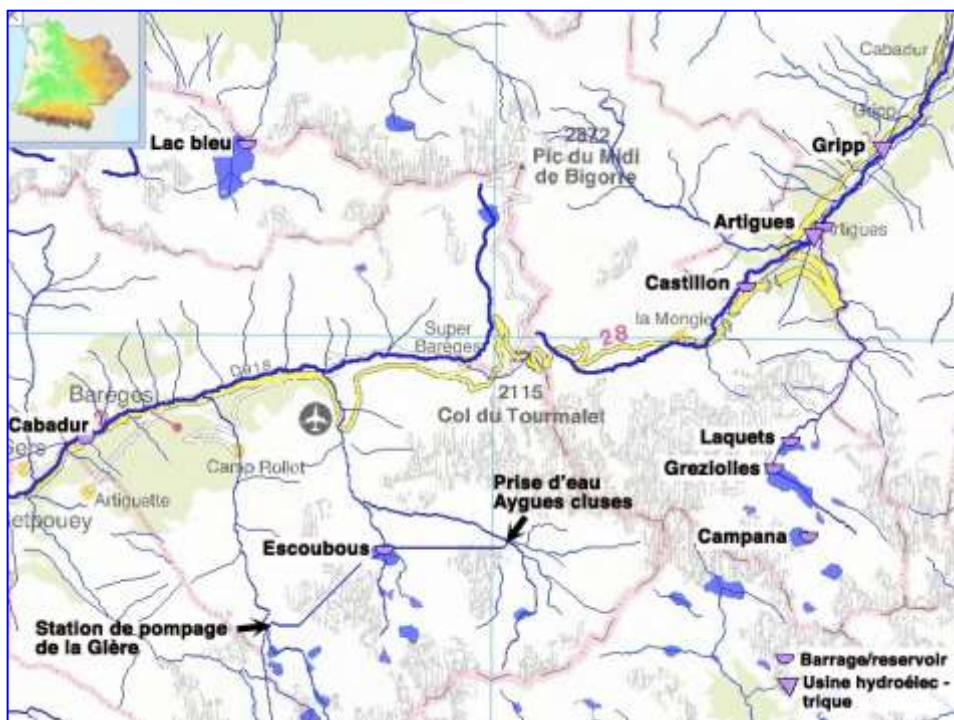 Cabadur
Gripp
Lac bleu
2872
Pic du Midi
de Bigorre
Gripp
Artigues
Artigues
Castillon
la Mongie
28
Super
Barèges
D918
2115
Col du Tourmalet
Barèges
Cabadur
Laquets
Camp Rollot
Greziolles
Artiguette
Prise d'eau
Aygues cluses
Campana
Escoubous
Station de pompage
de la Glère
Barrage/reservoir
Usine hydroélec -
trique